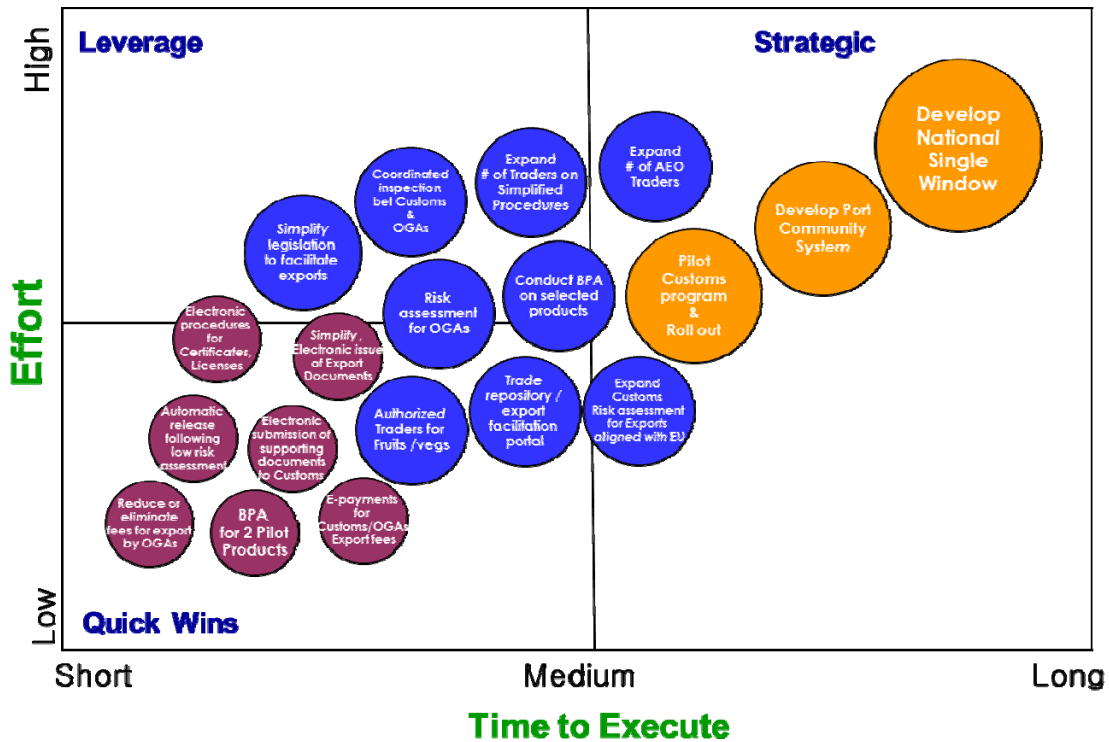 Leverage
Strategic
High
Effort
Low
Develop
National
Single
Window
Expand
# of AEO
Traders
Expand
# of Traders on
Simplified
Procedures
Coordinated
inspection
bet Customs
&
OGAs
Develop Port
Community
System
Simplify
legislation
to facilitate
exports
Pilot
Customs
program
&
Roll out
Conduct BPA
on selected
products
Risk
assessment
for OGAs
Electronic
procedures
for
Certificates,
Licenses
Simplify,
Electronic issue
of Export
Documents
Automatic
release
following
low risk
assessment
Electronic
submission of
supporting
documents
to Customs
Authorized
Traders for
Fruits /vegs
Trade
repository /
export
facilitation
portal
Expand
Customs
Risk assessment
for Exports
aligned with EU
Reduce or
eliminate
fees for export
by OGAs
BPA
for 2 Pilot
Products
E-payments
for
Customs/OGAs
Export fees
Quick Wins
Short
Medium
Long
Time to Execute